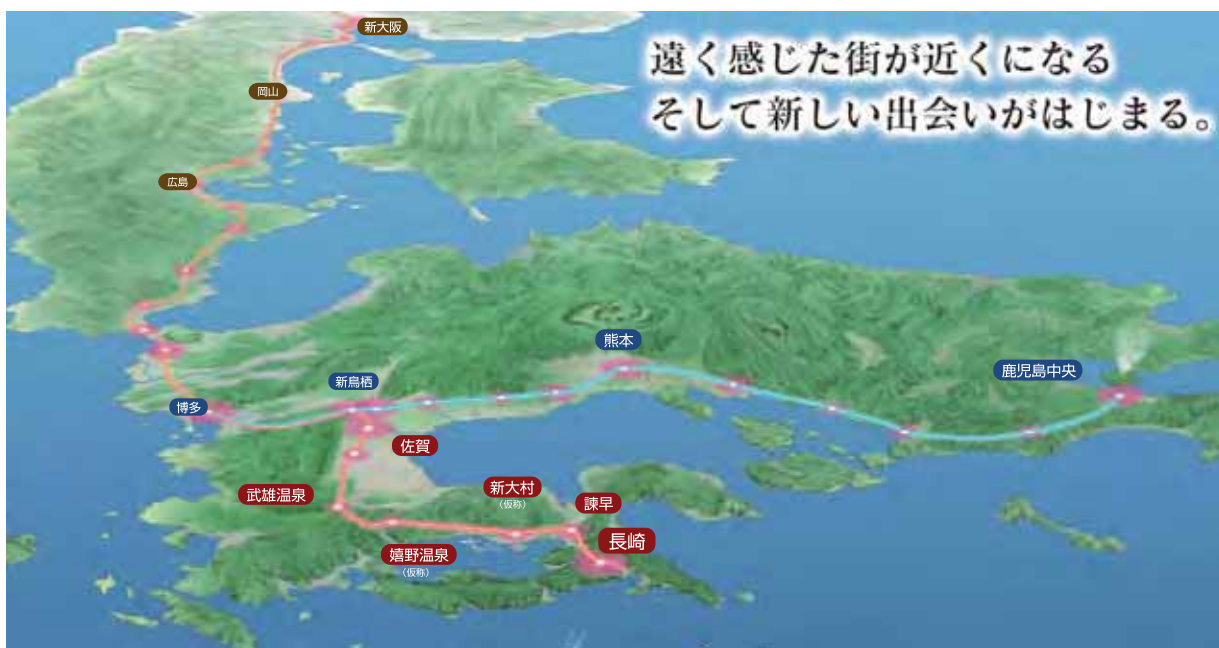 新大阪
遠く感じた街が近くになる
そして新しい出会いがはじまる。
岡山
広島
熊本
新鳥栖
鹿児島中央
博多
佐賀
武雄温泉
新大村
（仮称）
諫早
長崎
嬉野温泉
（仮称）